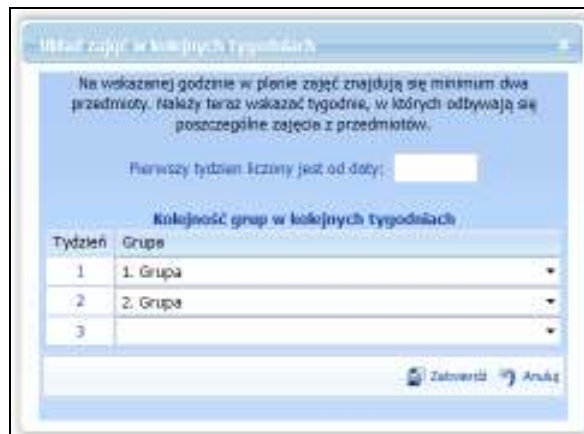 Układ zajęć w kolejnych tygodniach
Na wskazanej godzinie w planie zajęć znajdują się minimum dwa
przedmioty. Należy teraz wskazać tygodnie, w których odbywają się
poszczególne zajęcia z przedmiotów.
Pierwszy tydzien liczony jest od daty:
Kolejność grup w kolejnych tygodniach
Tydzień Grupa
1 1. Grupa
2 2. Grupa
3
Zatwierdź Anuluj